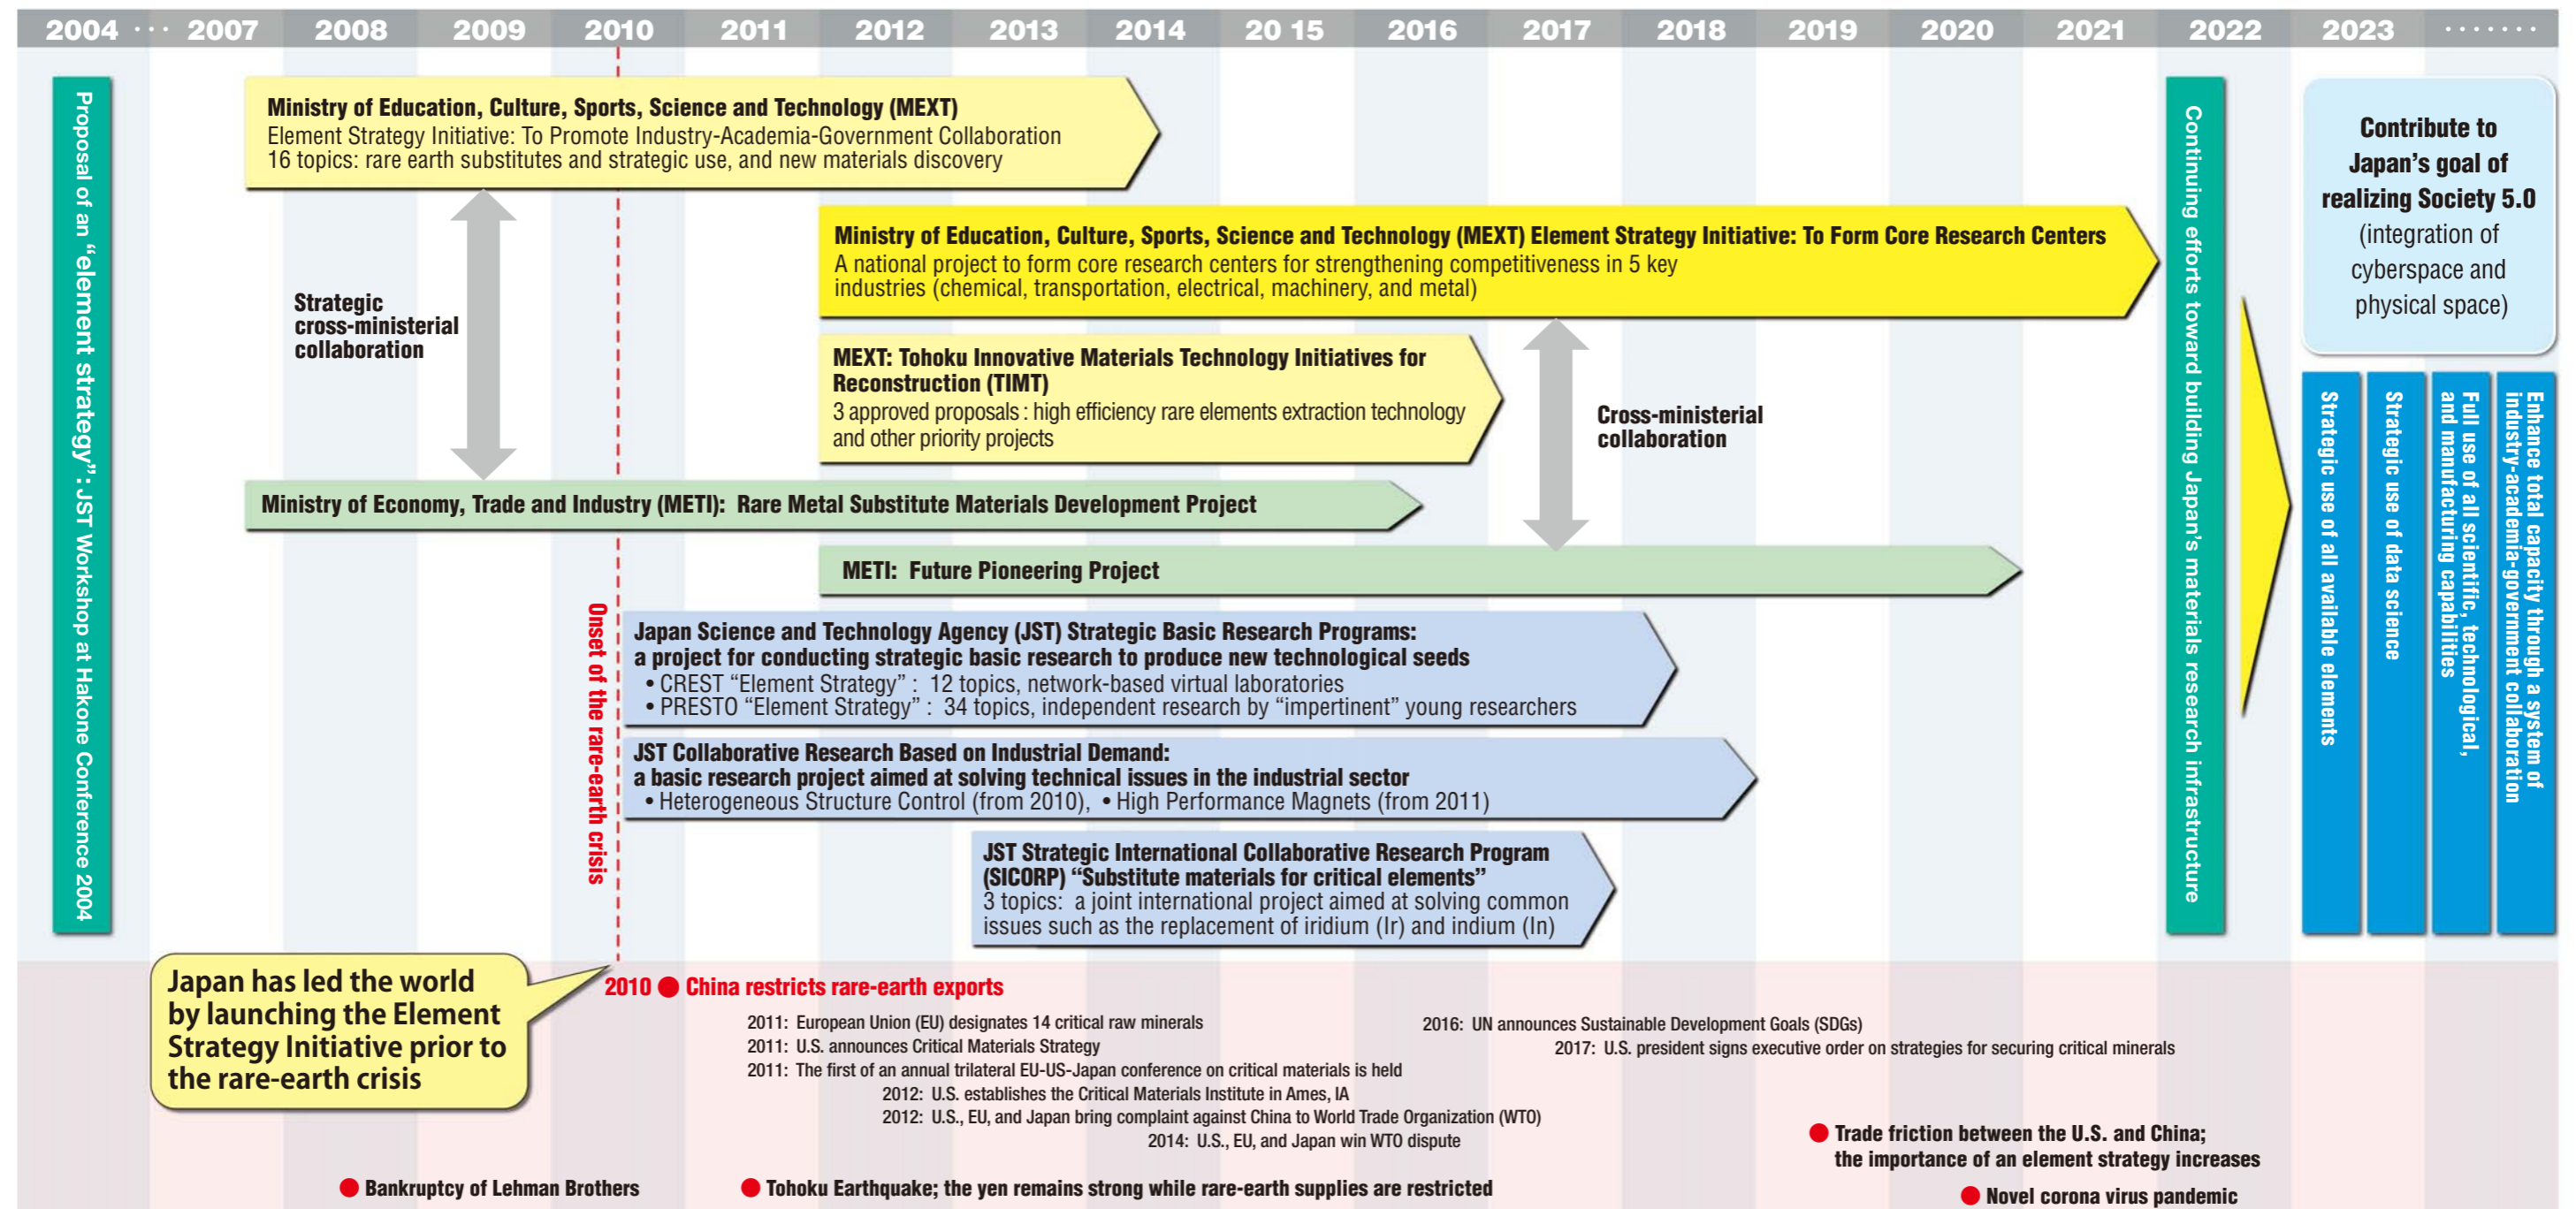 2004 ··· 2007 2008 2009 2010 2011 2012 2013 2014 20 15 2016 2017 2018 2019 2020 2021 2022 2023 ·······
Proposal of an “element strategy”: JST Workshop at Hakone Conference 2004
Ministry of Education, Culture, Sports, Science and Technology (MEXT)
Element Strategy Initiative: To Promote Industry-Academia-Government Collaboration
16 topics: rare earth substitutes and strategic use, and new materials discovery
Ministry of Education, Culture, Sports, Science and Technology (MEXT) Element Strategy Initiative: To Form Core Research Centers
A national project to form core research centers for strengthening competitiveness in 5 key
industries (chemical, transportation, electrical, machinery, and metal)
Strategic
cross-ministerial
collaboration
MEXT: Tohoku Innovative Materials Technology Initiatives for
Reconstruction (TIMT)
3 approved proposals : high efficiency rare elements extraction technology
and other priority projects
Cross-ministerial
collaboration
Ministry of Economy, Trade and Industry (METI): Rare Metal Substitute Materials Development Project
METI: Future Pioneering Project
Onset of the rare-earth crisis
Japan Science and Technology Agency (JST) Strategic Basic Research Programs:
a project for conducting strategic basic research to produce new technological seeds
• CREST “Element Strategy” : 12 topics, network-based virtual laboratories
• PRESTO “Element Strategy” : 34 topics, independent research by “impertinent” young researchers
JST Collaborative Research Based on Industrial Demand:
a basic research project aimed at solving technical issues in the industrial sector
• Heterogeneous Structure Control (from 2010), • High Performance Magnets (from 2011)
JST Strategic International Collaborative Research Program
(SICORP) “Substitute materials for critical elements”
3 topics: a joint international project aimed at solving common
issues such as the replacement of iridium (Ir) and indium (In)
Continuing efforts toward building Japan’s materials research infrastructure
Contribute to
Japan’s goal of
realizing Society 5.0
(integration of
cyberspace and
physical space)
Strategic use of all available elements
Strategic use of data science
Full use of all scientific, technological,
and manufacturing capabilities
Enhance total capacity through a system of
industry-academia-government collaboration
Japan has led the world
by launching the Element
Strategy Initiative prior to
the rare-earth crisis
2010 ● China restricts rare-earth exports
2011: European Union (EU) designates 14 critical raw minerals
2011: U.S. announces Critical Materials Strategy
2011: The first of an annual trilateral EU-US-Japan conference on critical materials is held
2012: U.S. establishes the Critical Materials Institute in Ames, IA
2012: U.S., EU, and Japan bring complaint against China to World Trade Organization (WTO)
2014: U.S., EU, and Japan win WTO dispute
2016: UN announces Sustainable Development Goals (SDGs)
2017: U.S. president signs executive order on strategies for securing critical minerals
● Trade friction between the U.S. and China;
the importance of an element strategy increases
● Bankruptcy of Lehman Brothers
● Tohoku Earthquake; the yen remains strong while rare-earth supplies are restricted
● Novel corona virus pandemic